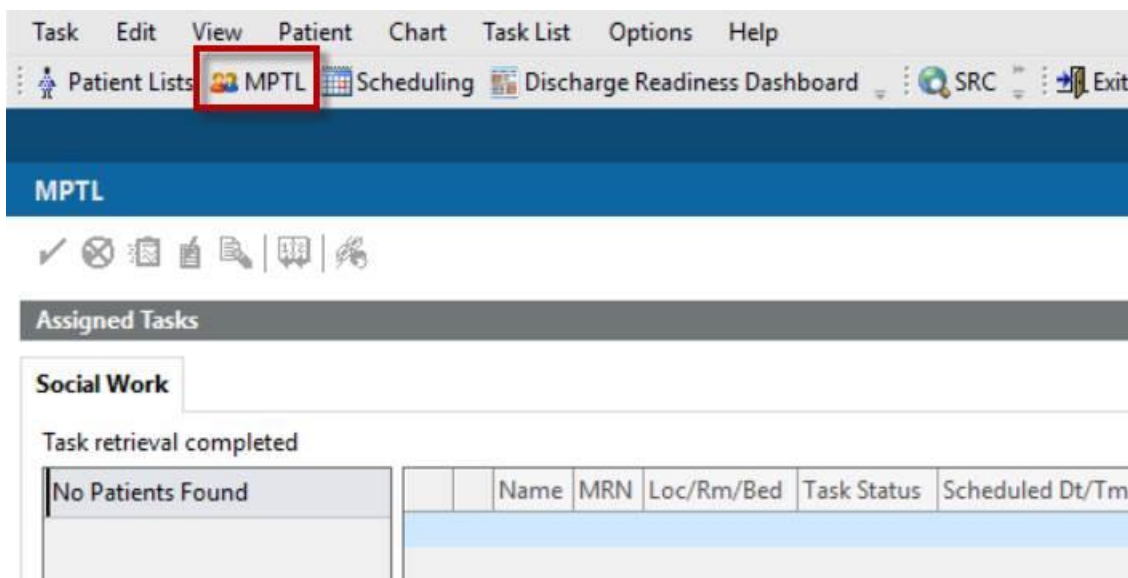 Task Edit View Patient Chart Task List Options Help
Patient Lists MPTL Scheduling Discharge Readiness Dashboard SRC Exit
MPTL
Assigned Tasks
Social Work
Task retrieval completed
No Patients Found Name MRN Loc/Rm/Bed Task Status Scheduled Dt/Tm